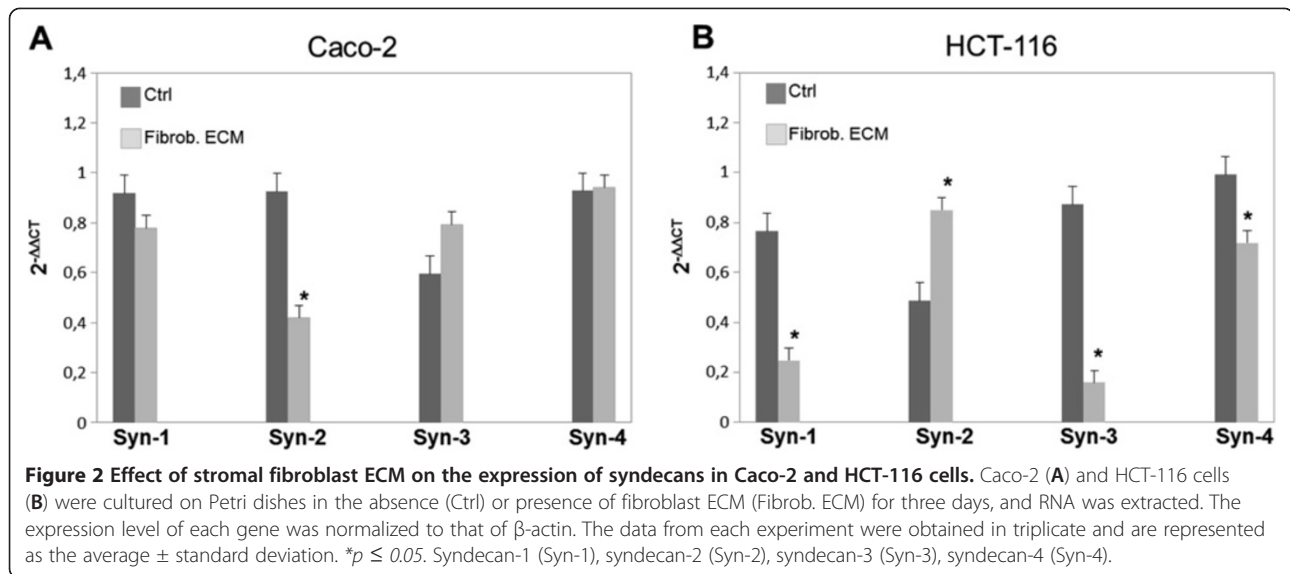 A
Caco-2
1,4
1,2
1
0,8
0,6
0,4
0,2
0
2-ΔΔCT
Ctrl
Fibrob. ECM
*
Syn-1 Syn-2 Syn-3 Syn-4
B
HCT-116
1,4
1,2
1
0,8
0,6
0,4
0,2
0
2-ΔΔCT
Ctrl
Fibrob. ECM
* * * *
Syn-1 Syn-2 Syn-3 Syn-4
Figure 2 Effect of stromal fibroblast ECM on the expression of syndecans in Caco-2 and HCT-116 cells. Caco-2 (A) and HCT-116 cells
(B) were cultured on Petri dishes in the absence (Ctrl) or presence of fibroblast ECM (Fibrob. ECM) for three days, and RNA was extracted. The
expression level of each gene was normalized to that of β-actin. The data from each experiment were obtained in triplicate and are represented
as the average ± standard deviation. *p ≤ 0.05. Syndecan-1 (Syn-1), syndecan-2 (Syn-2), syndecan-3 (Syn-3), syndecan-4 (Syn-4).